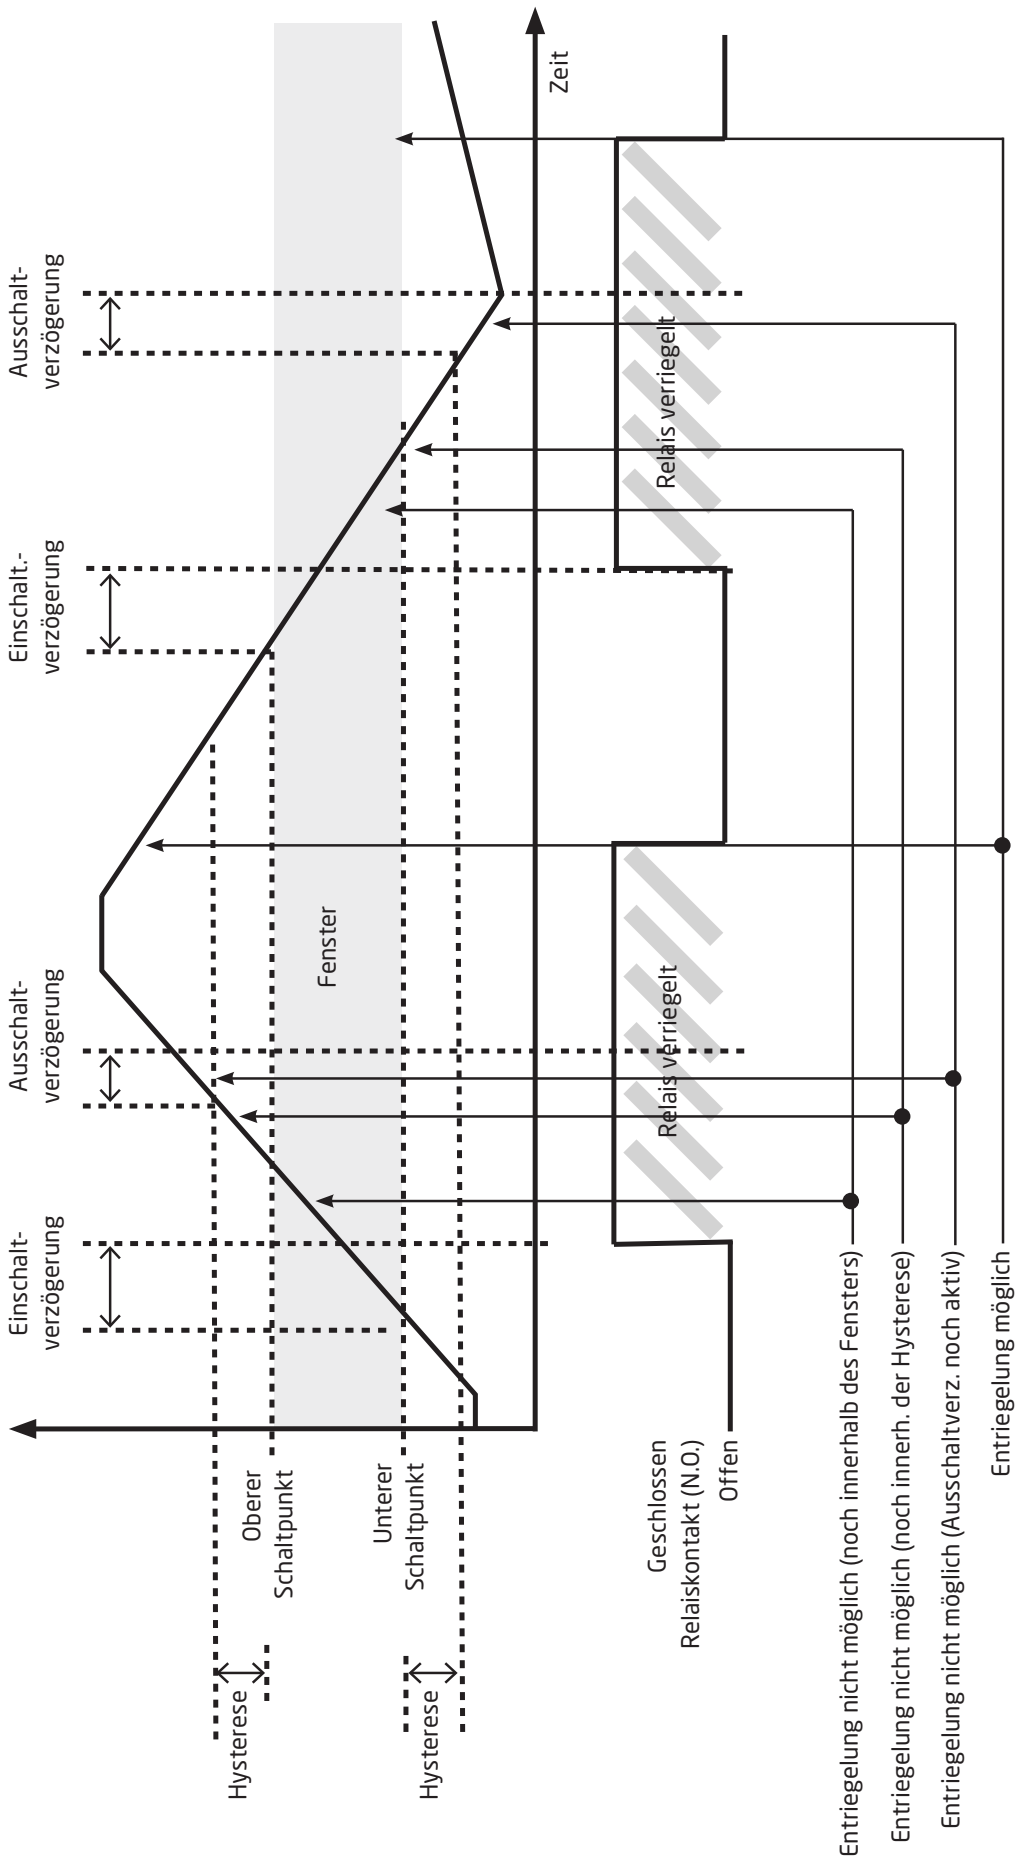 Einschalt-
verzögerung
Ausschalt-
verzögerung
Einschalt.-
verzögerung
Ausschalt-
verzögerung
Hysterese
Oberer
Schaltpunkt
Fenster
Hysterese
Unterer
Schaltpunkt
Zeit
Geschlossen
Relaiskontakt (N.O.)
Offen
Relais verriegelt
Relais verriegelt
Entriegelung nicht möglich (noch innerhalb des Fensters)
Entriegelung nicht möglich (noch innerh. der Hysterese)
Entriegelung nicht möglich (Ausschaltverz. noch aktiv)
Entriegelung möglich